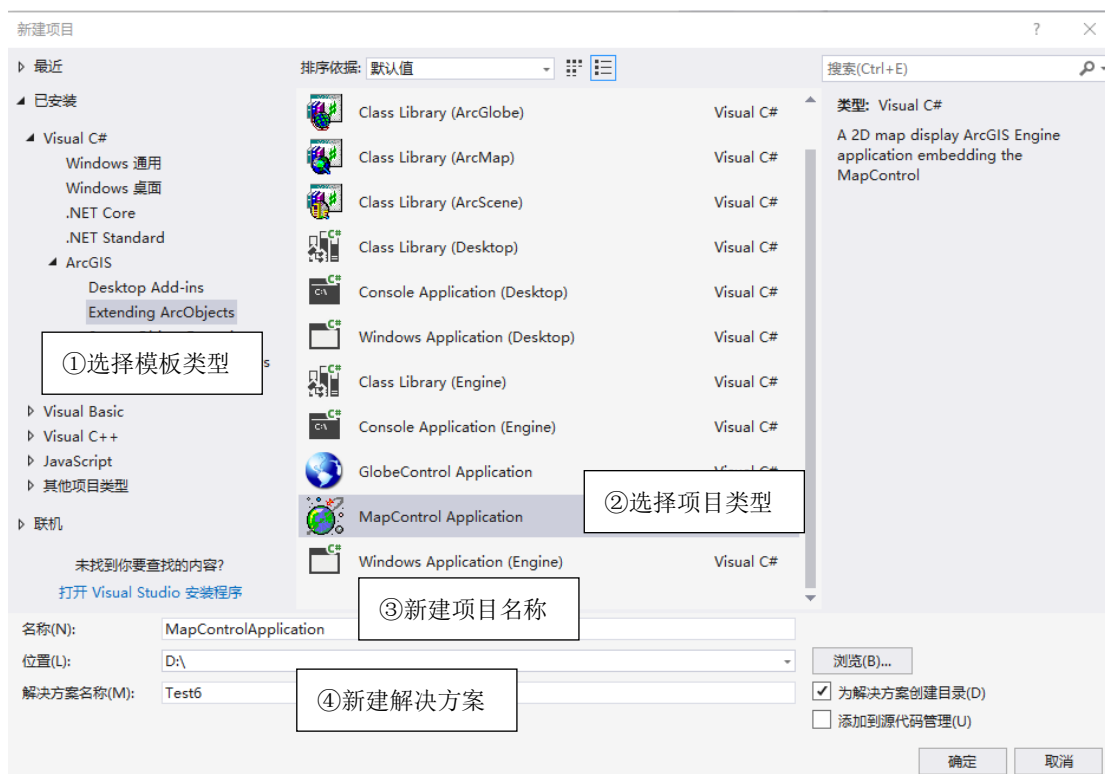 新建项目
?
最近
排序依据: 默认值
搜索(Ctrl+E)
已安装
Visual C#
Windows 通用
Windows 桌面
.NET Core
.NET Standard
ArcGIS
Desktop Add-ins
Extending ArcObjects
①选择模板类型
s
Visual Basic
Visual C++
JavaScript
其他项目类型
联机
未找到你要查找的内容?
打开 Visual Studio 安装程序
Class Library (ArcGlobe) Visual C#
Class Library (ArcMap) Visual C#
Class Library (ArcScene) Visual C#
Class Library (Desktop) Visual C#
Console Application (Desktop) Visual C#
Windows Application (Desktop) Visual C#
Class Library (Engine) Visual C#
Console Application (Engine) Visual C#
GlobeControl Application
MapControl Application
②选择项目类型
Windows Application (Engine) Visual C#
③新建项目名称
类型: Visual C#
A 2D map display ArcGIS Engine
application embedding the
MapControl
名称(N): MapControlApplication
位置(L): D:\
浏览(B)...
解决方案名称(M): Test6
④新建解决方案
为解决方案创建目录(D)
添加到源代码管理(U)
确定 取消